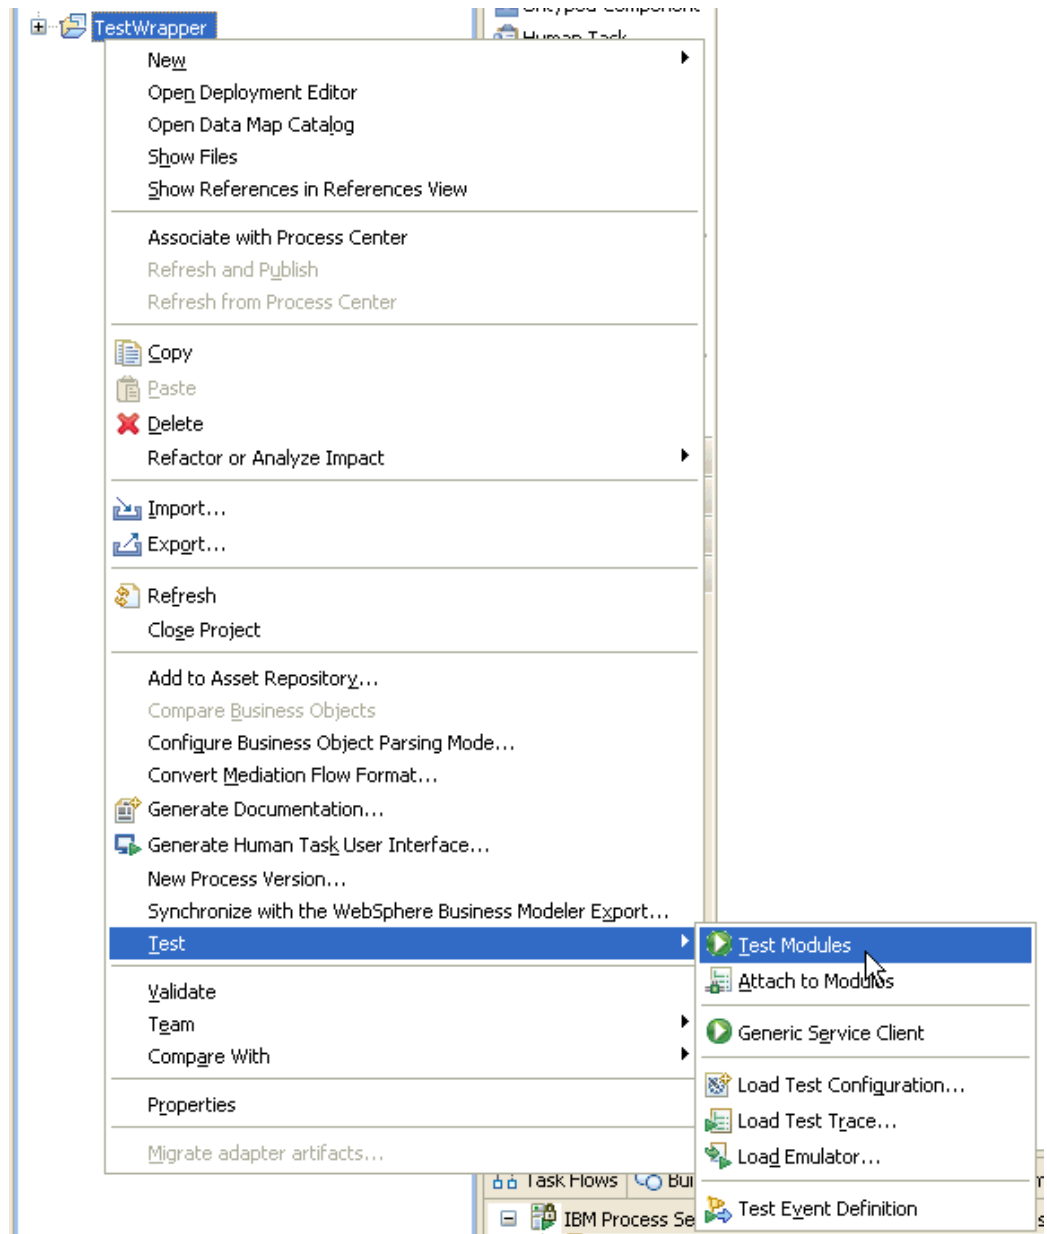 TestWrapper
Human Task
New
Open Deployment Editor
Open Data Map Catalog
Show Files
Show References in References View
Associate with Process Center
Refresh and Publish
Refresh from Process Center
Copy
Paste
Delete
Refactor or Analyze Impact
Import...
Export...
Refresh
Close Project
Add to Asset Repository...
Compare Business Objects
Configure Business Object Parsing Mode...
Convert Mediation Flow Format...
Generate Documentation...
Generate Human Task User Interface...
New Process Version...
Synchronize with the WebSphere Business Modeler Export...
Test
Validate
Team
Compare With
Properties
Migrate adapter artifacts...
Test Modules
Attach to Modules
Generic Service Client
Load Test Configuration...
Load Test Trace...
Load Emulator...
Test Event Definition
Task Flows
IBM Process